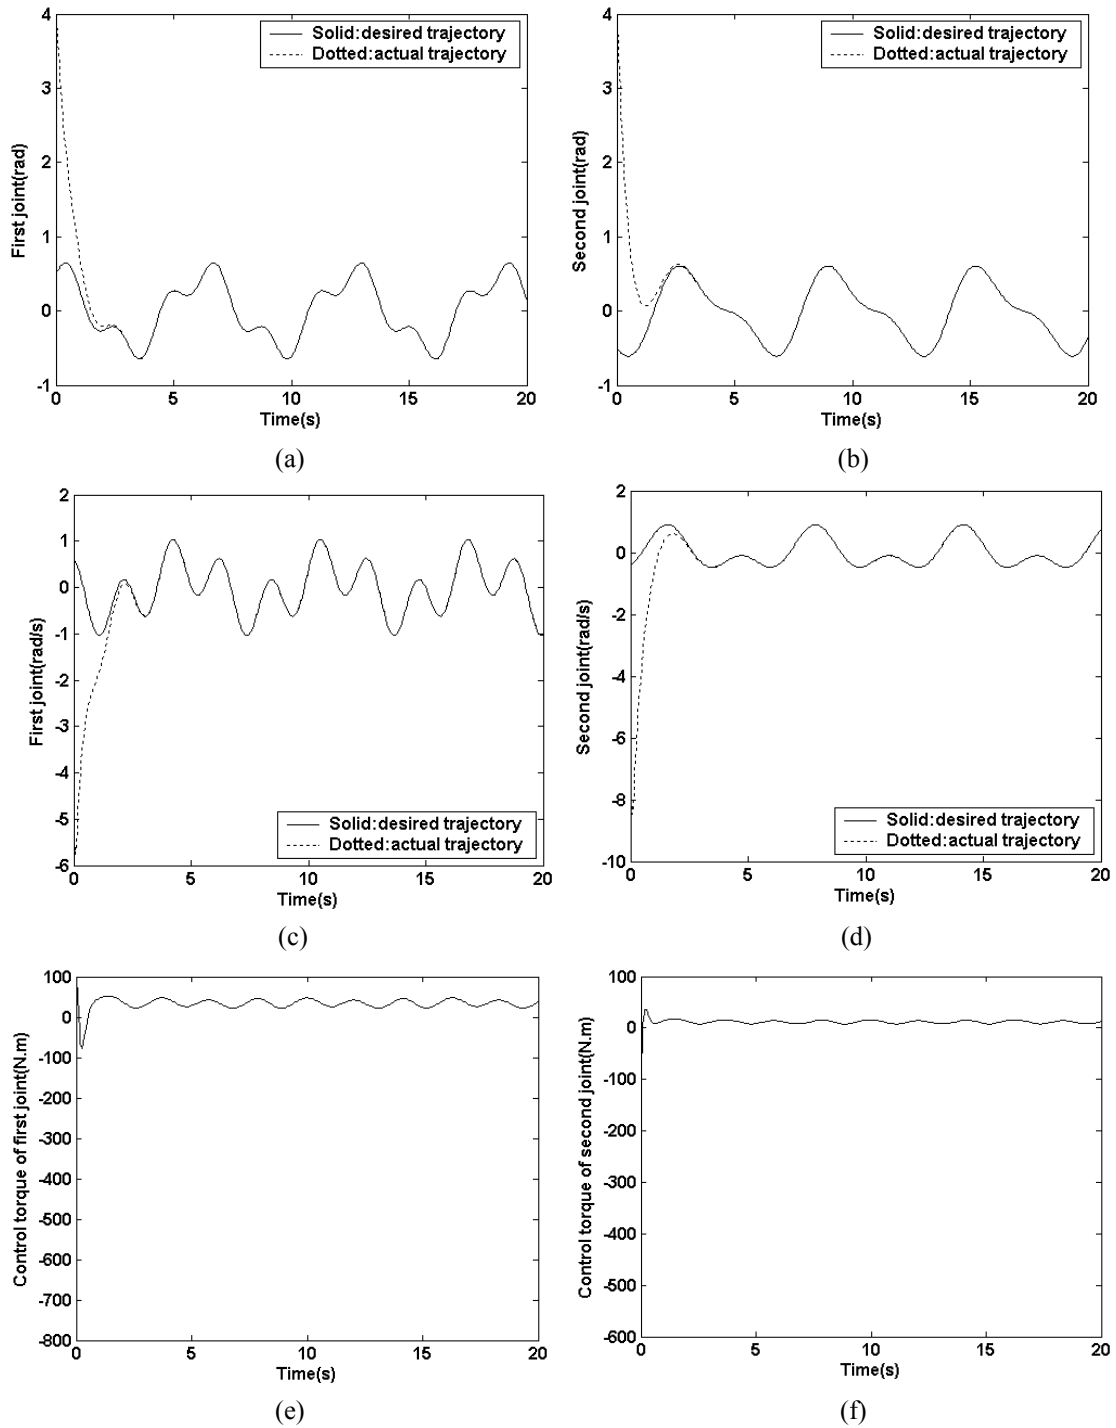 4
3
2
1
0
-1
0
5
10
15
20
First joint(rad)
Time(s)
Solid:desired trajectory
Dotted:actual trajectory
(a)
4
3
2
1
0
-1
0
5
10
15
20
Second joint(rad)
Time(s)
Solid:desired trajectory
Dotted:actual trajectory
(b)
2
1
0
-1
-2
-3
-4
-5
-6
0
5
10
15
20
First joint(rad/s)
Time(s)
Solid:desired trajectory
Dotted:actual trajectory
(c)
2
0
-2
-4
-6
-8
-10
0
5
10
15
20
Second joint(rad/s)
Time(s)
Solid:desired trajectory
Dotted:actual trajectory
(d)
100
0
-100
-200
-300
-400
-500
-600
-700
-800
0
5
10
15
20
Control torque of first joint(N.m)
Time(s)
(e)
100
0
-100
-200
-300
-400
-500
-600
0
5
10
15
20
Control torque of second joint(N.m)
Time(s)
(f)